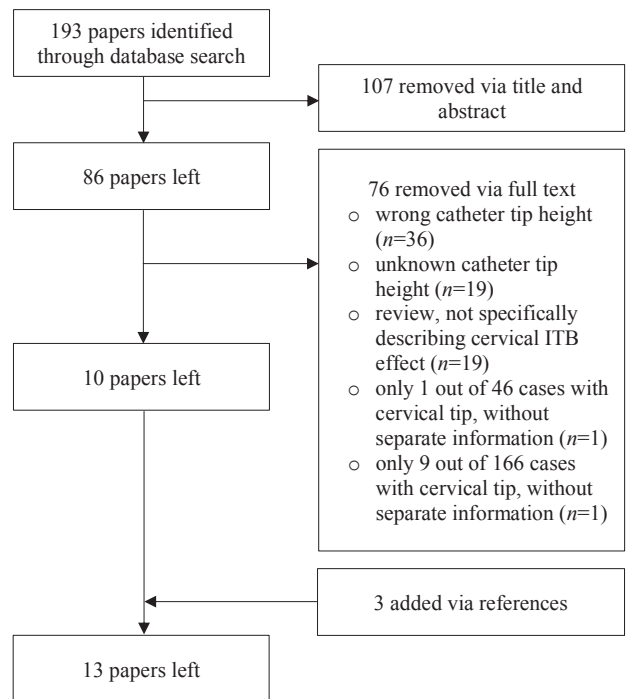 193 papers identified
through database search
107 removed via title and
abstract
86 papers left
76 removed via full text
o wrong catheter tip height
(n=36)
o unknown catheter tip
height (n=19)
o review, not specifically
describing cervical ITB
effect (n=19)
o only 1 out of 46 cases with
cervical tip, without
separate information (n=1)
o only 9 out of 166 cases
with cervical tip, without
separate information (n=1)
10 papers left
3 added via references
13 papers left